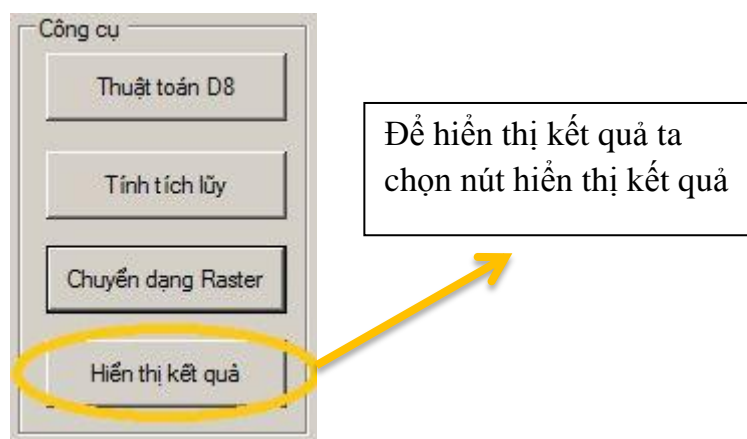 Công cụ
Thuật toán D8
Tính tích lũy
Chuyển dạng Raster
Hiển thị kết quả
Để hiển thị kết quả ta
chọn nút hiển thị kết quả